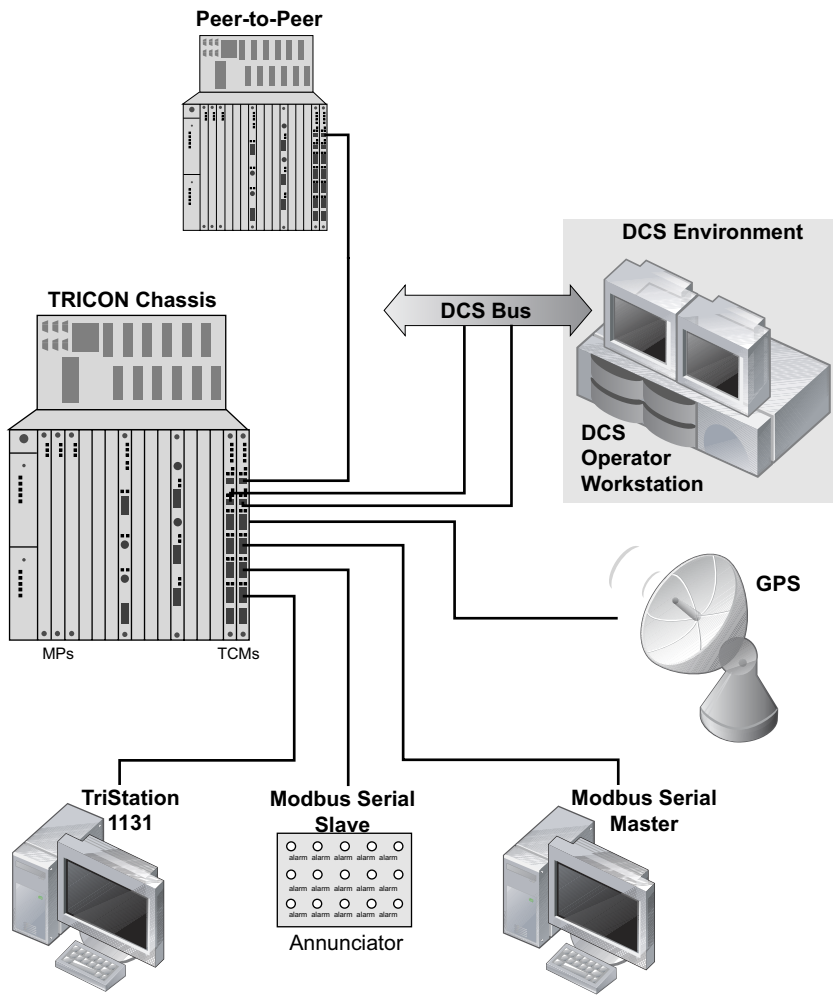 Peer-to-Peer
DCS Environment
TRICON Chassis
DCS Bus
DCS
Operator
Workstation
GPS
MPs
TCMs
TriStation
1131
Modbus Serial
Slave
Modbus Serial
Master
alarm alarm alarm alarm alarm
alarm alarm alarm alarm alarm
alarm alarm alarm alarm alarm
Annunciator